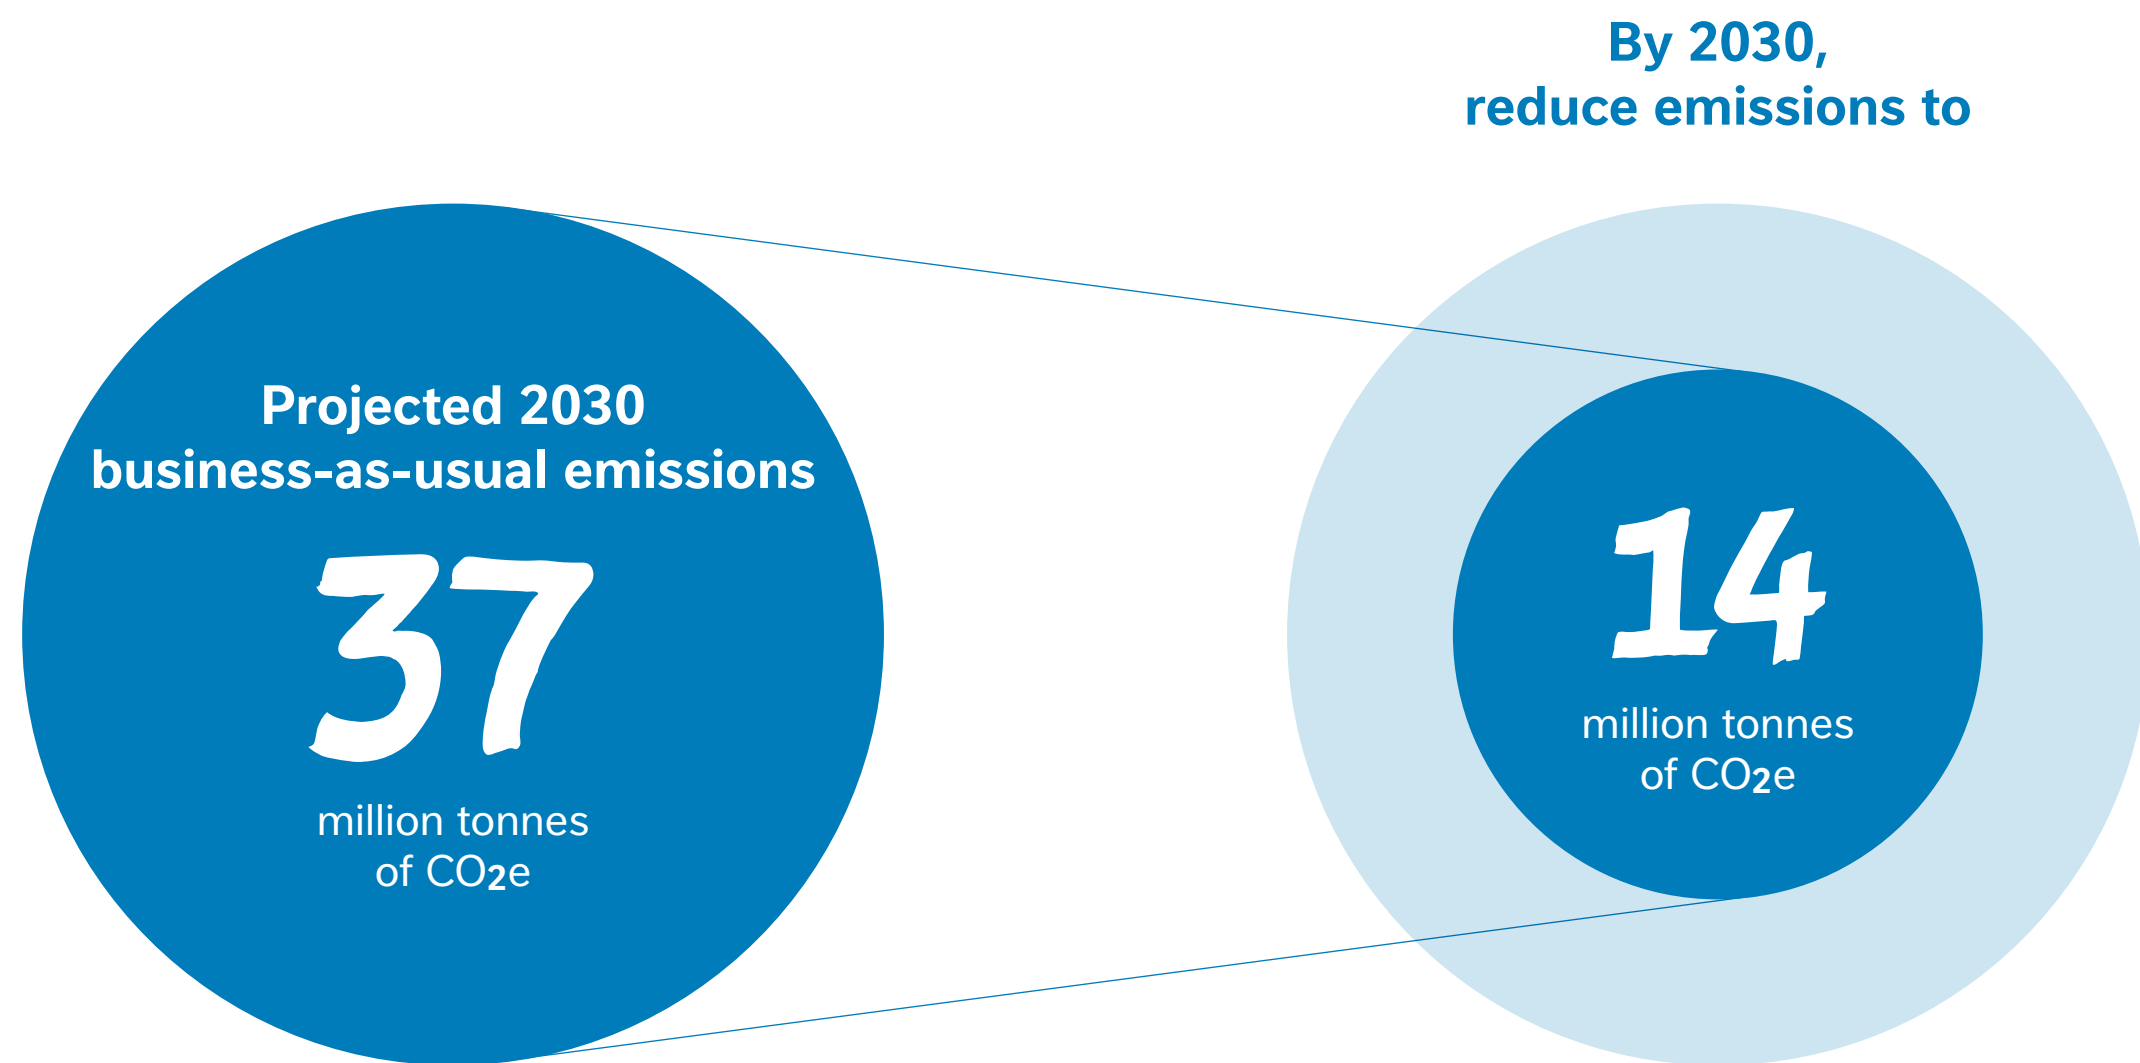 By 2030,
reduce emissions to
Projected 2030
business-as-usual emissions
37
million tonnes
of CO2e
14
million tonnes
of CO2e